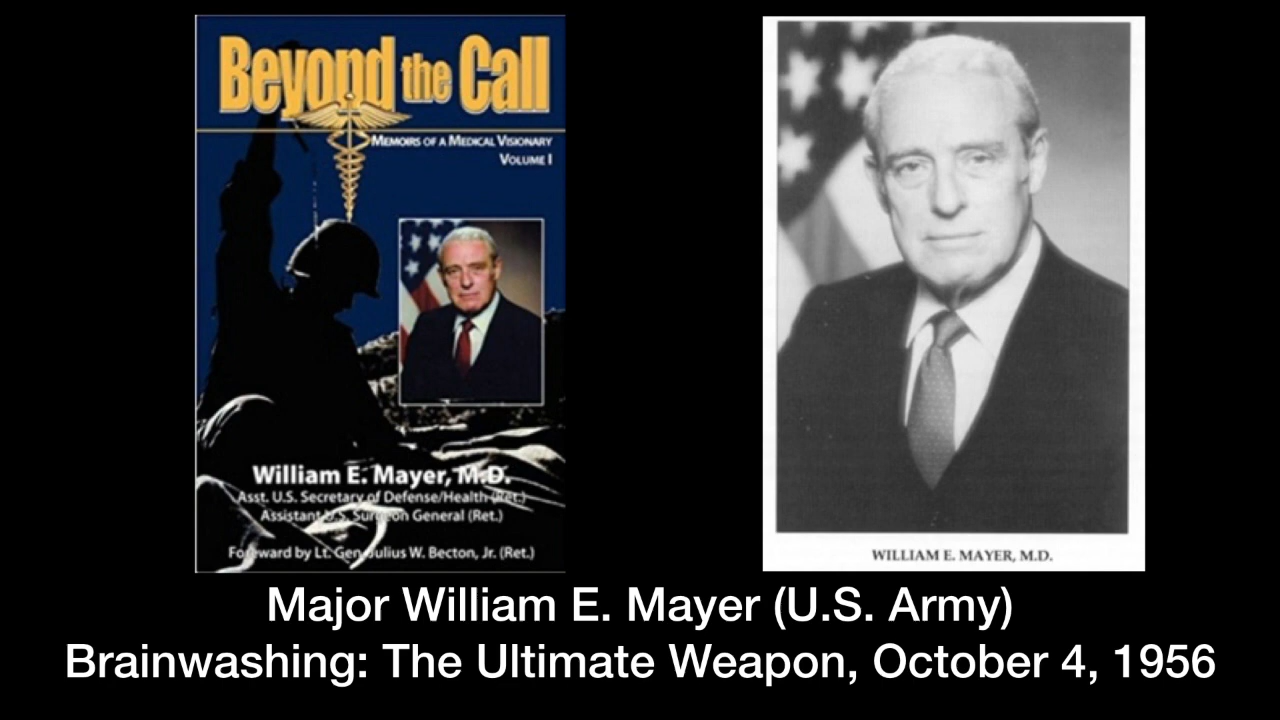 Beyond the Call
MEMOIRS OF A MEDICAL VISIONARY
VOLUME I
William E. Mayer, M.D.
Asst. U.S. Secretary of Defense/Health (Ret.)
Assistant U.S. Surgeon General (Ret.)
Foreward by Lt. Gen. Julius W. Becton, Jr. (Ret.)
WILLIAM E. MAYER, M.D.
Major William E. Mayer (U.S. Army)
Brainwashing: The Ultimate Weapon, October 4, 1956